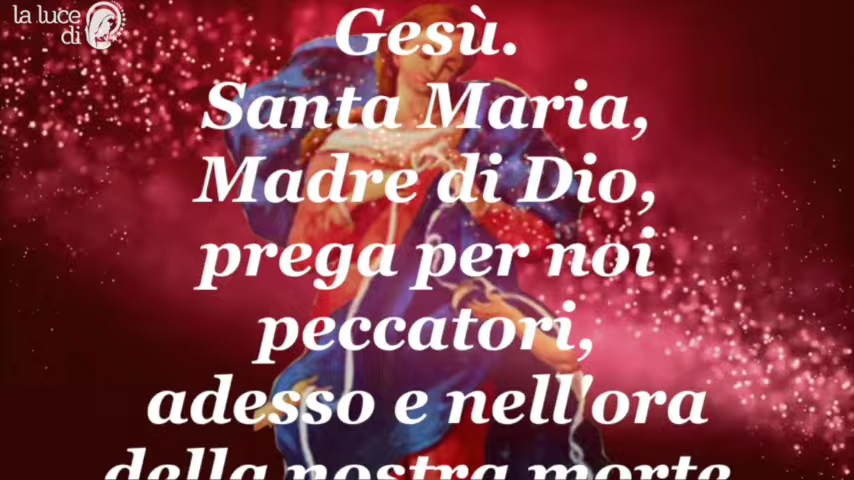 la luce
di
Gesù.
Santa Maria,
Madre di Dio,
prega per noi
peccatori,
adesso e nell'ora
della nostra morte